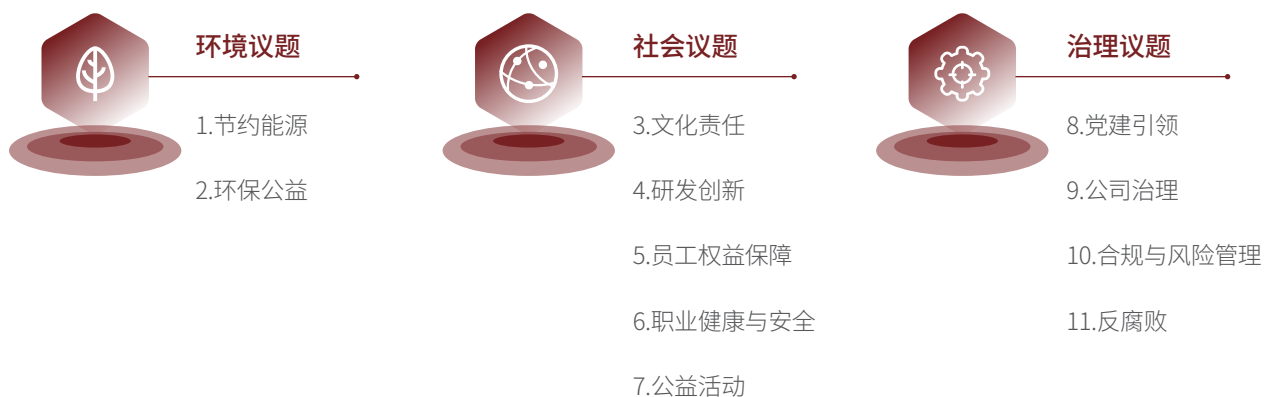 环境议题
1.节约能源
2.环保公益
社会议题
3.文化责任
4.研发创新
5.员工权益保障
6.职业健康与安全
7.公益活动
治理议题
8.党建引领
9.公司治理
10.合规与风险管理
11.反腐败